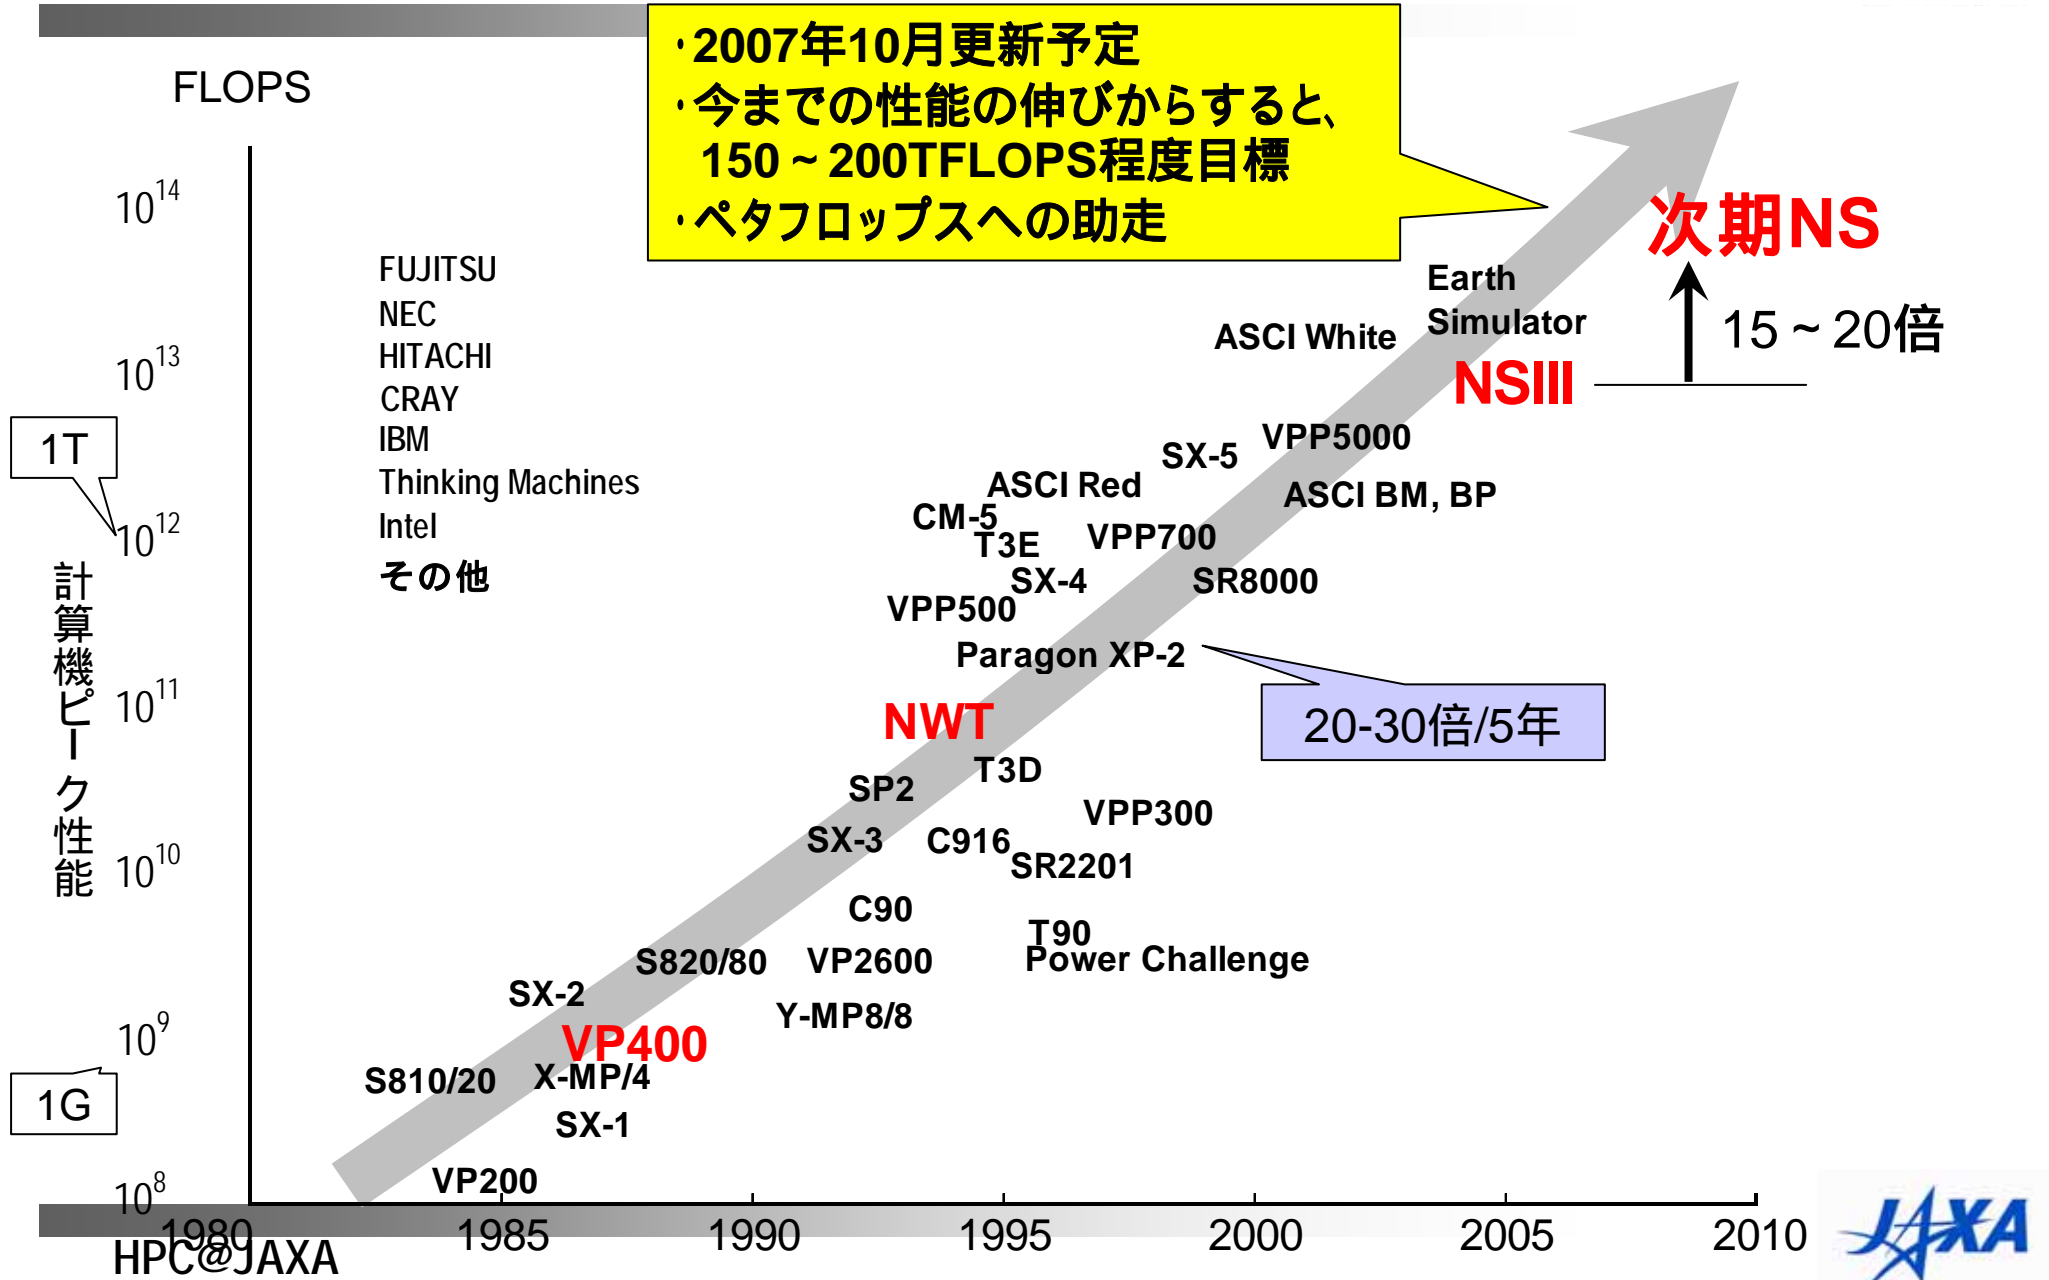 ・2007年10月更新予定
・今までの性能の伸びからすると、
150～200TFLOPS程度目標
・ペタフロップスへの助走
FLOPS
10^14
10^13
1T
10^12
10^11
10^10
10^9
1G
10^8
計算機ピーク性能
FUJITSU
NEC
HITACHI
CRAY
IBM
Thinking Machines
Intel
その他
次期NS
15～20倍
Earth
Simulator
ASCI White
NSIII
VPP5000
SX-5
ASCI Red
ASCI BM, BP
CM-5
T3E
VPP700
SX-4
SR8000
VPP500
Paragon XP-2
20-30倍/5年
NWT
T3D
SP2
VPP300
SX-3
C916
SR2201
C90
T90
S820/80
VP2600
Power Challenge
SX-2
Y-MP8/8
VP400
S810/20
X-MP/4
SX-1
VP200
1980 1985 1990 1995 2000 2005 2010
HPC@JAXA
JAXA